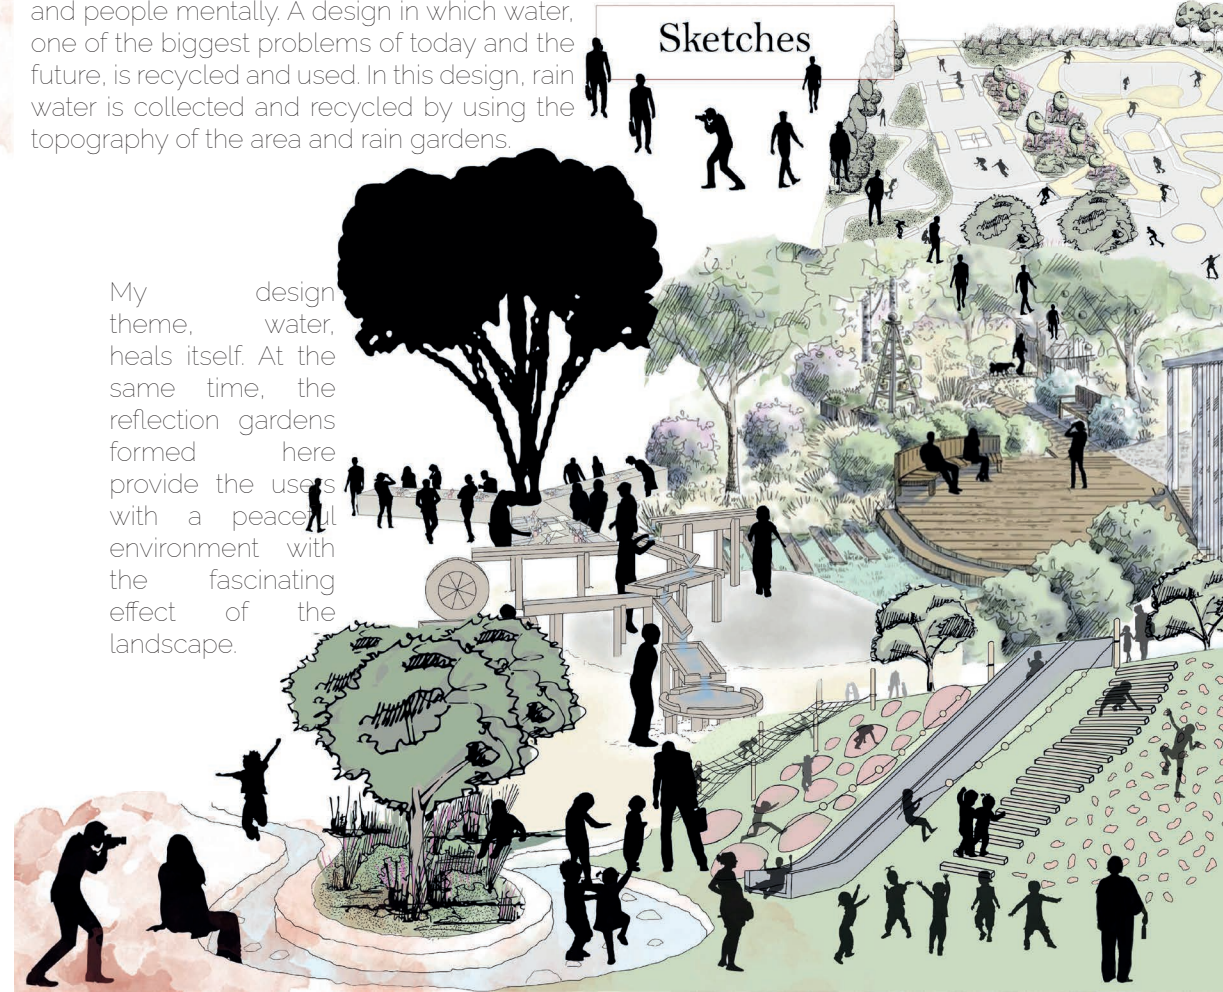 and people mentally. A design in which water,
one of the biggest problems of today and the
future, is recycled and used. In this design, rain
water is collected and recycled by using the
topography of the area and rain gardens.
Sketches
My design
theme, water,
heals itself. At the
same time, the
reflection gardens
formed here
provide the users
with a peaceful
environment with
the fascinating
effect of the
landscape.